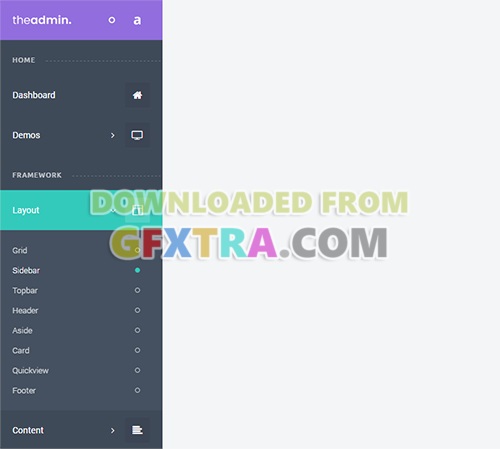 theadmin. a
HOME
Dashboard
Demos
FRAMEWORK
Layout
DOWNLOADED FROM
GFXTRA.COM
Grid
Sidebar
Topbar
Header
Aside
Card
Quickview
Footer
Content